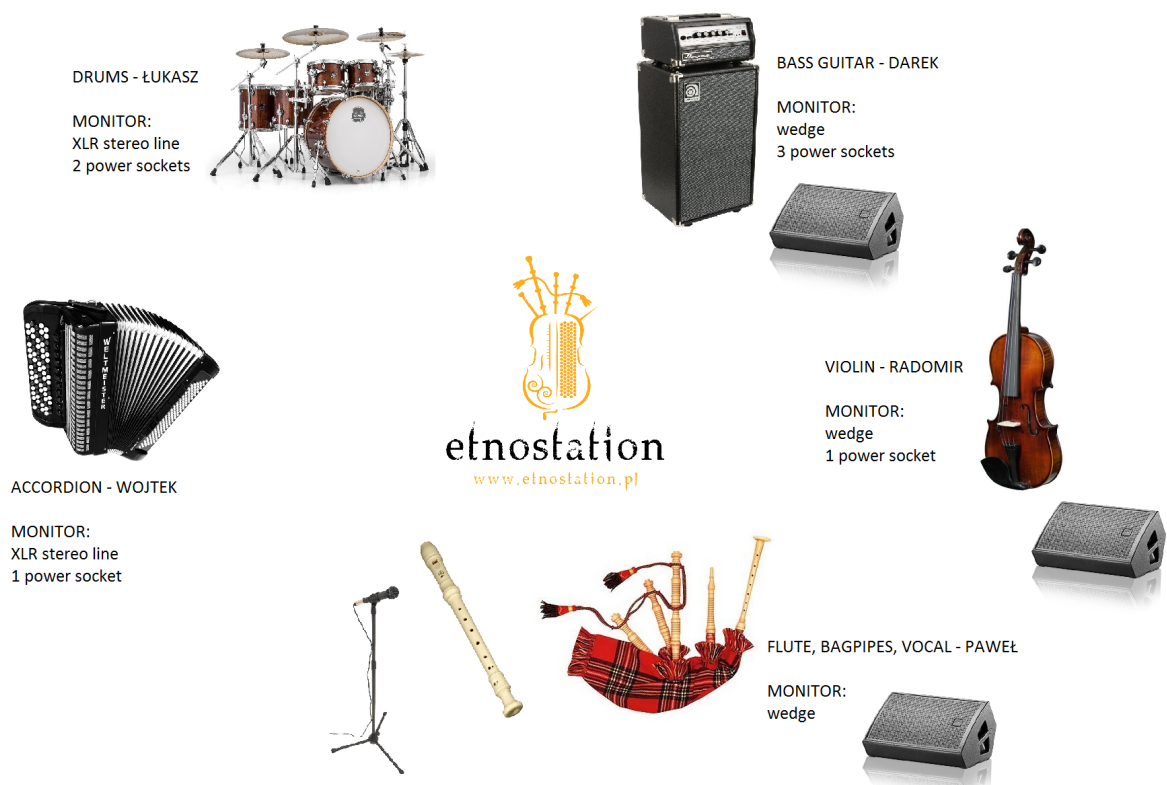 DRUMS - ŁUKASZ
MONITOR:
XLR stereo line
2 power sockets
BASS GUITAR - DAREK
MONITOR:
wedge
3 power sockets
WELTMEISTER
VIOLIN - RADOMIR
MONITOR:
wedge
1 power socket
etnostation
www.etnostation.pl
ACCORDION - WOJTEK
MONITOR:
XLR stereo line
1 power socket
FLUTE, BAGPIPES, VOCAL - PAWEŁ
MONITOR:
wedge